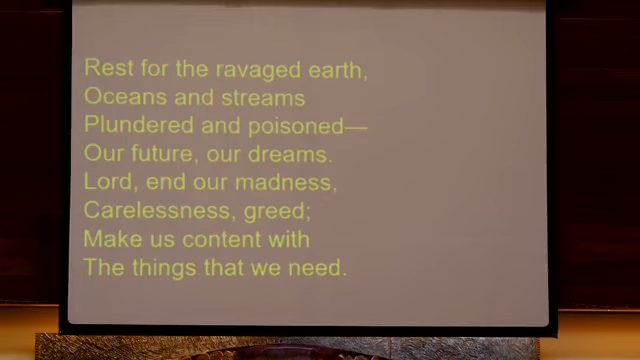 Rest for the ravaged earth,
Oceans and streams
Plundered and poisoned—
Our future, our dreams.
Lord, end our madness,
Carelessness, greed;
Make us content with
The things that we need.